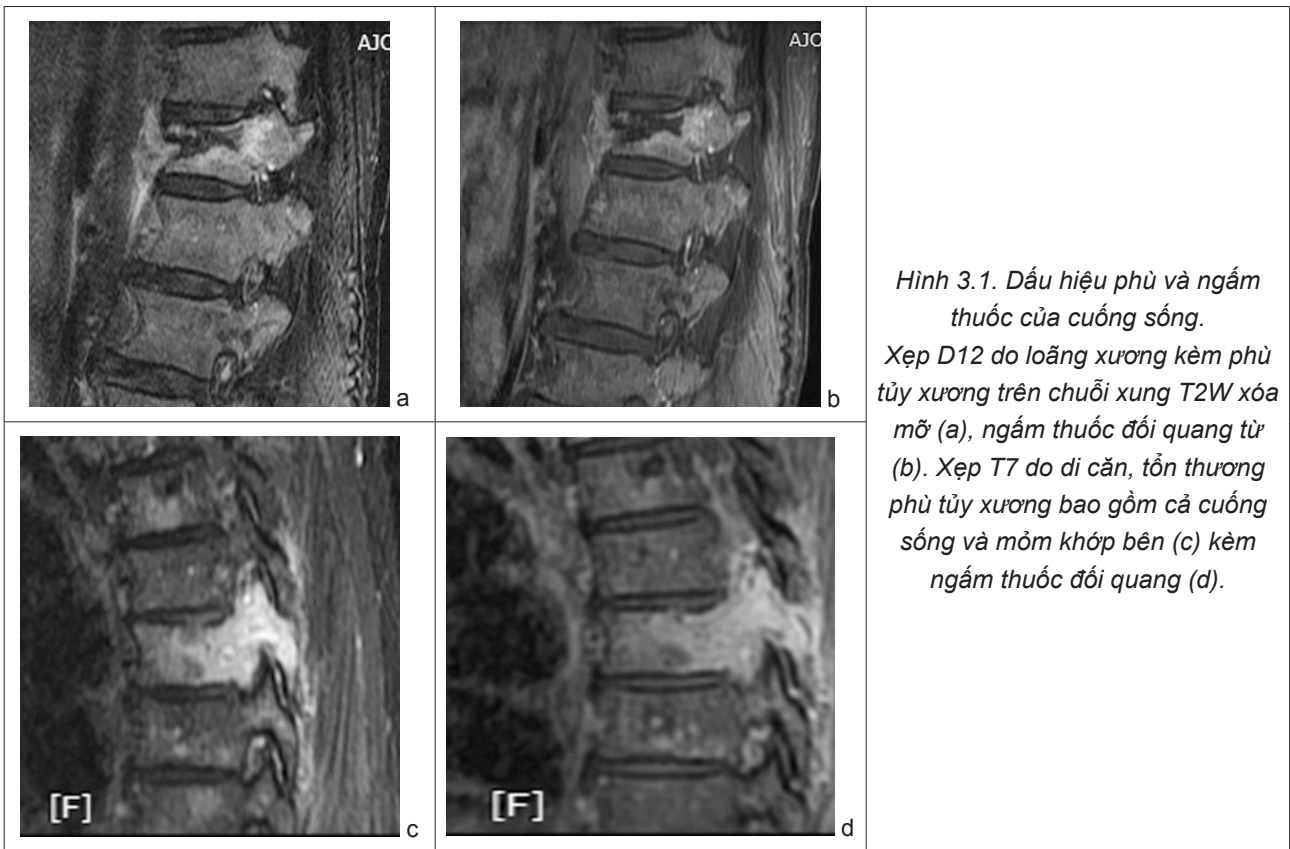 AJO
a
AJO
b
Hình 3.1. Dấu hiệu phù và ngấm
thuốc của cuống sống.
Xẹp D12 do loãng xương kèm phù
tủy xương trên chuỗi xung T2W xóa
mỡ (a), ngấm thuốc đối quang từ
(b). Xẹp T7 do di căn, tổn thương
phù tủy xương bao gồm cả cuống
sống và mỏm khớp bên (c) kèm
ngấm thuốc đối quang (d).
[F]
c
[F]
d